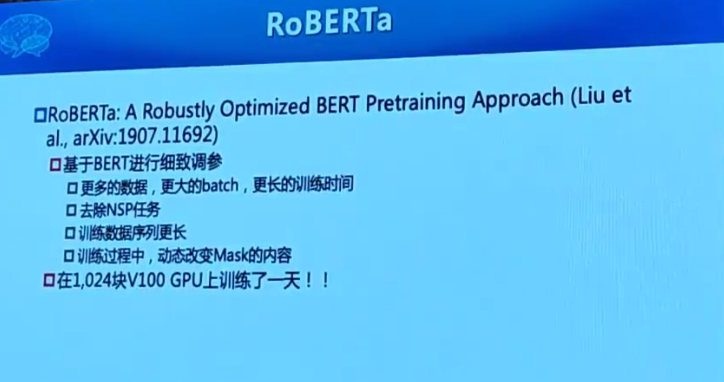 RoBERTa
RoBERTa: A Robustly Optimized BERT Pretraining Approach (Liu et
al., arXiv:1907.11692)
基于BERT进行细致调参
更多的数据，更大的batch，更长的训练时间
去除NSP任务
训练数据序列更长
训练过程中，动态改变Mask的内容
在1,024块V100 GPU上训练了一天！！